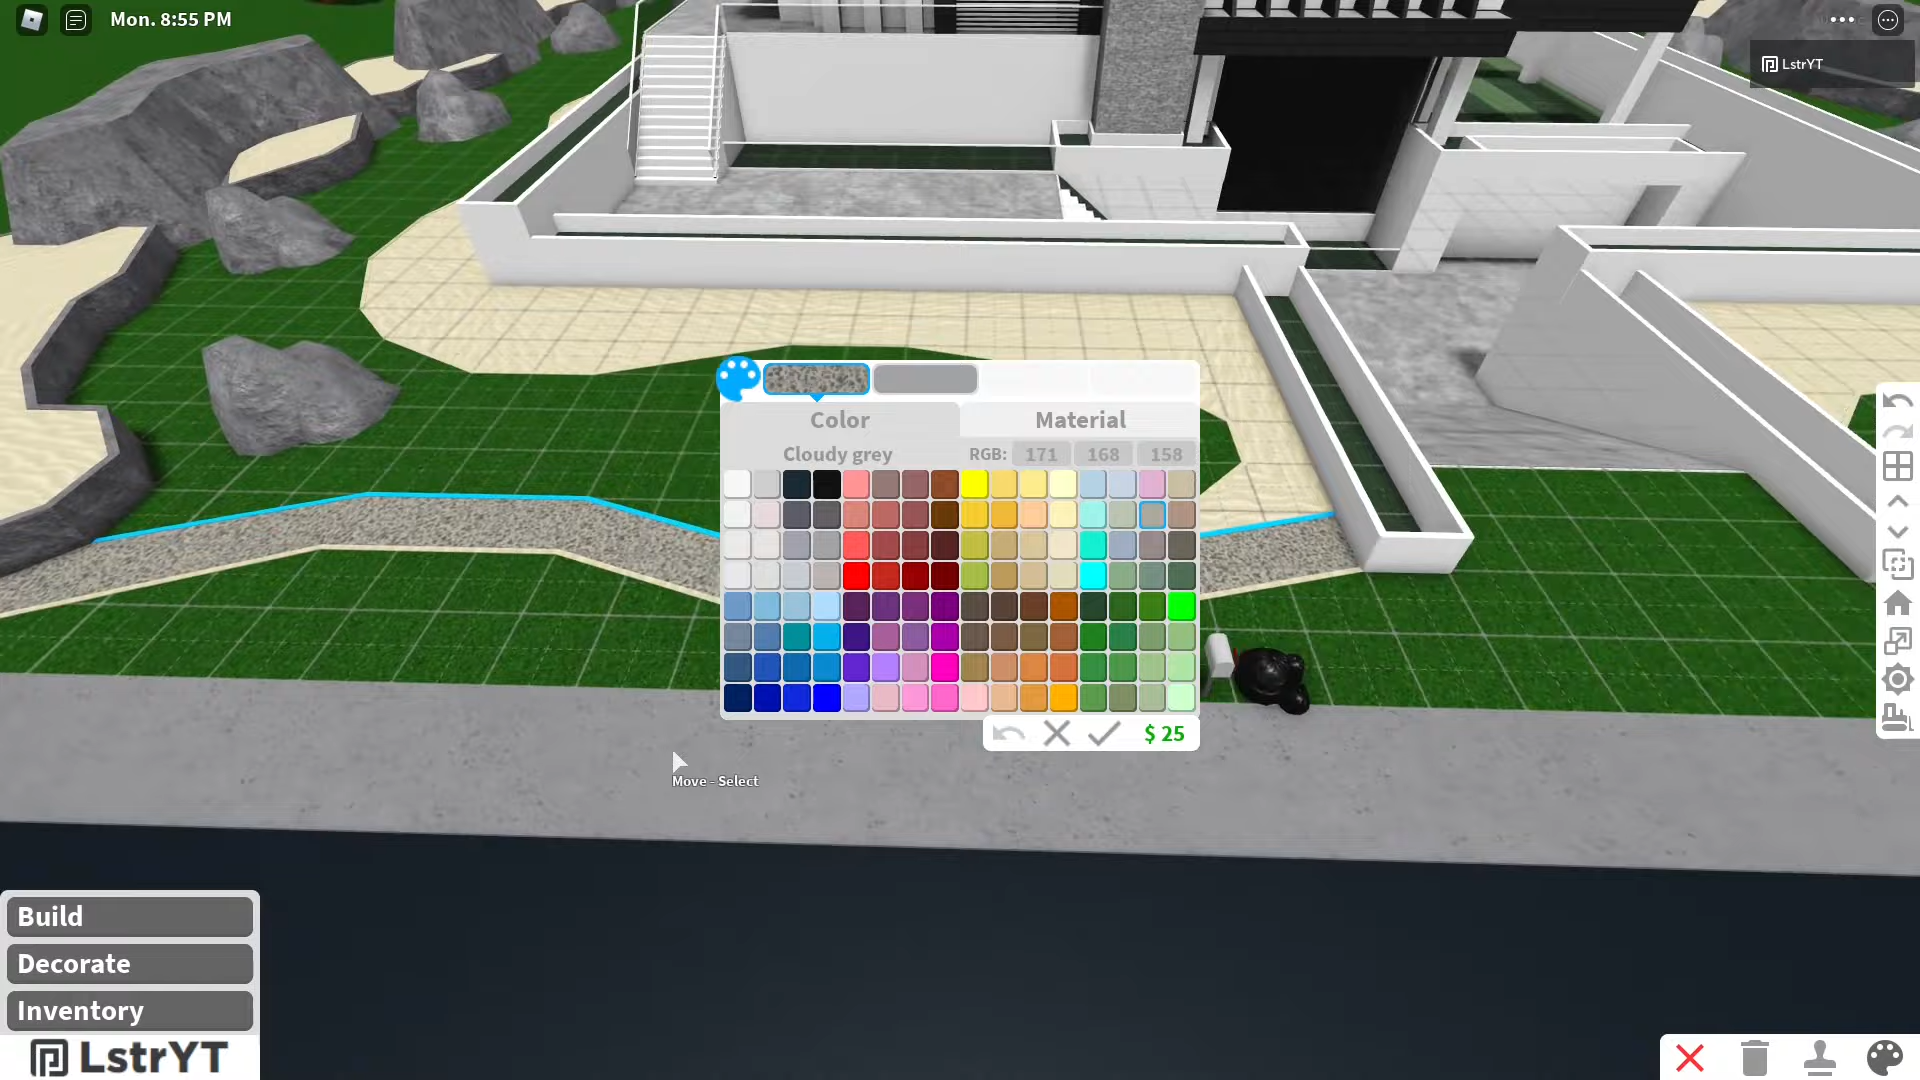 Mon. 8:55 PM
LstrYT
Color
Material
Cloudy grey
RGB: 171 168 158
$ 25
Move - Select
Build
Decorate
Inventory
LstrYT